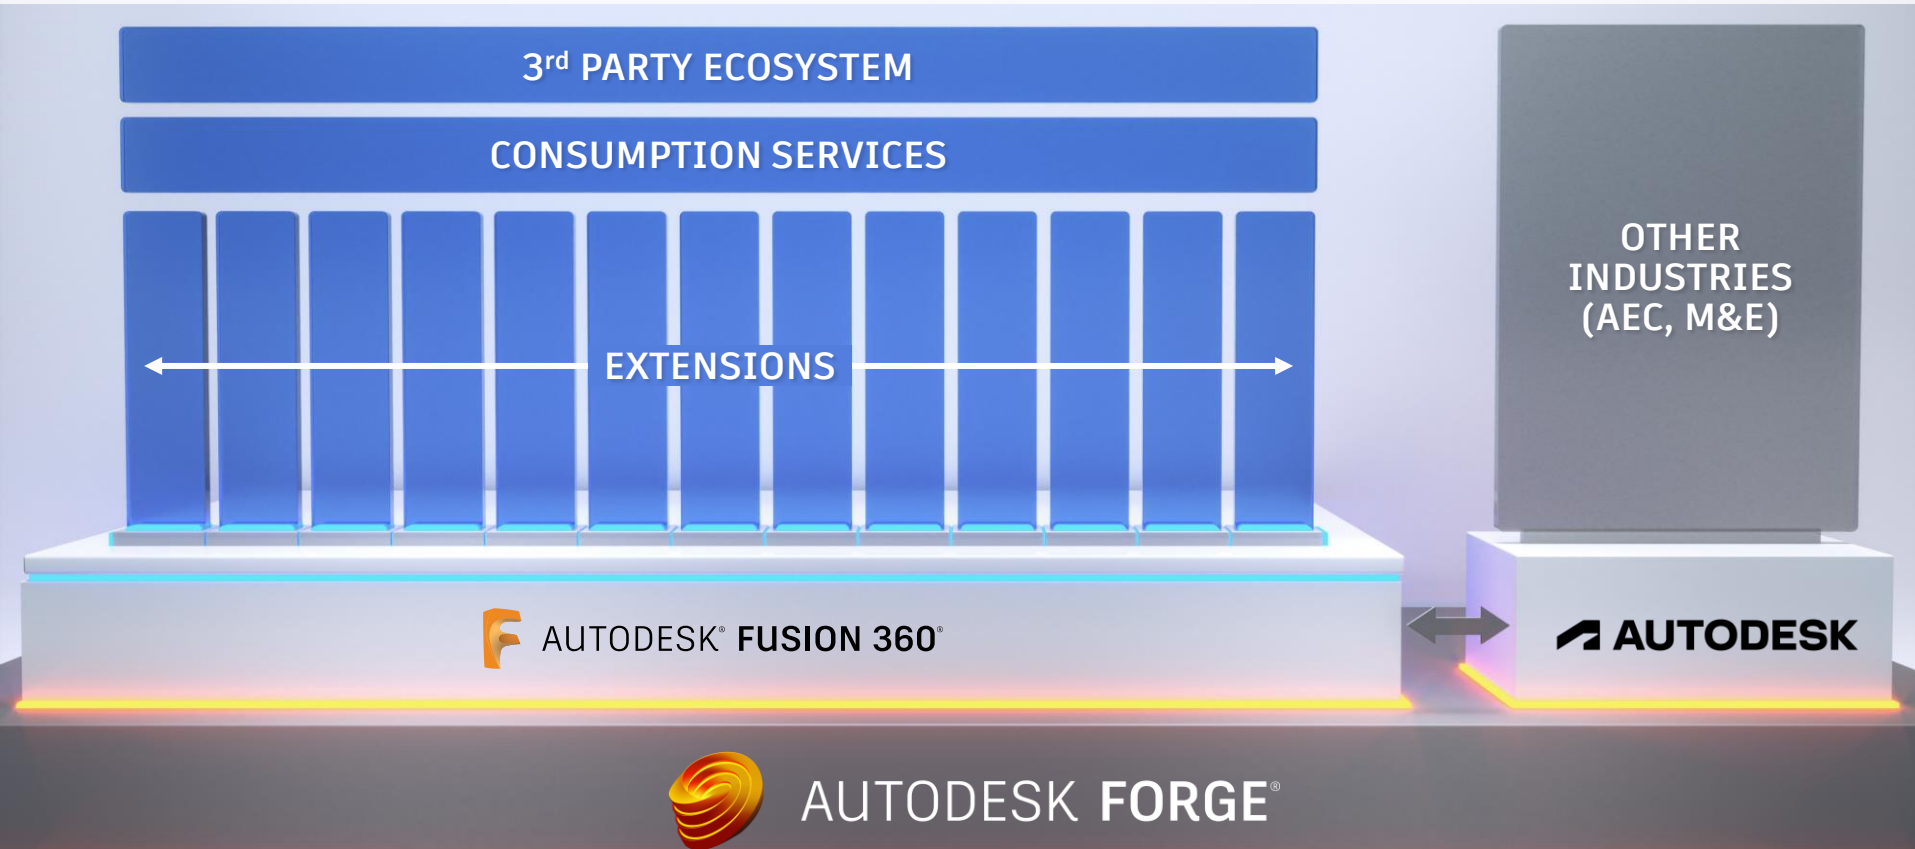 3rd PARTY ECOSYSTEM
CONSUMPTION SERVICES
EXTENSIONS
OTHER
INDUSTRIES
(AEC, M&E)
AUTODESK® FUSION 360®
AUTODESK
AUTODESK FORGE®